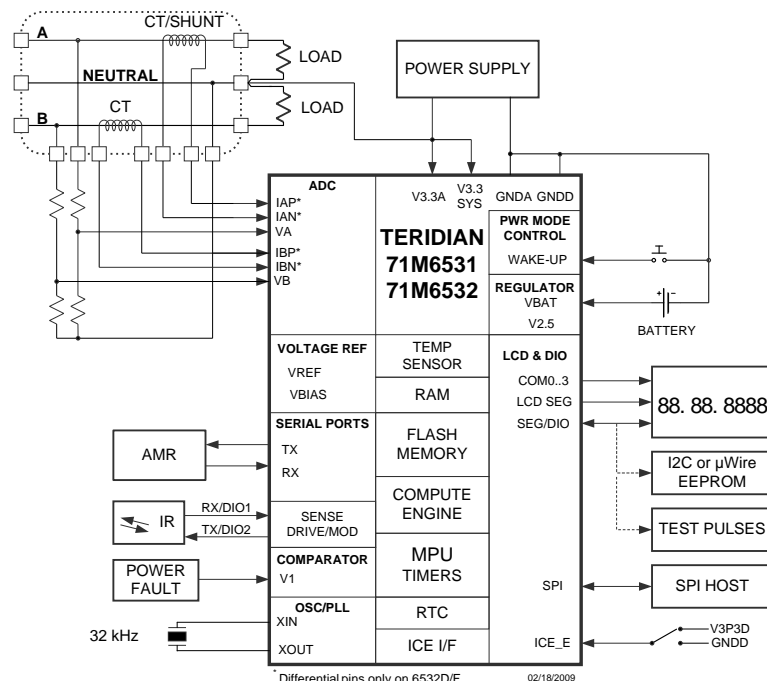 CT/SHUNT
A
LOAD
NEUTRAL
POWER SUPPLY
CT
LOAD
B
ADC
IAP*
IAN*
VA
IBP*
IBN*
VB
V3.3A
V3.3
SYS
GNDA GNDD
TERIDIAN
71M6531
71M6532
PWR MODE
CONTROL
WAKE-UP
REGULATOR
VBAT
V2.5
+ –
BATTERY
VOLTAGE REF
VREF
VBIAS
TEMP
SENSOR
RAM
LCD & DIO
COM0..3
LCD SEG
SEG/DIO
88. 88. 8888
SERIAL PORTS
TX
RX
AMR
FLASH
MEMORY
I2C or µWire
EEPROM
COMPUTE
ENGINE
TEST PULSES
IR
RX/DIO1
TX/DIO2
SENSE
DRIVE/MOD
POWER
FAULT
COMPARATOR
V1
MPU
TIMERS
SPI
SPI HOST
OSC/PLL
XIN
XOUT
32 kHz
RTC
ICE I/F
ICE_E
V3P3D
GNDD
* Differential pins only on 6532D/F
02/18/2009